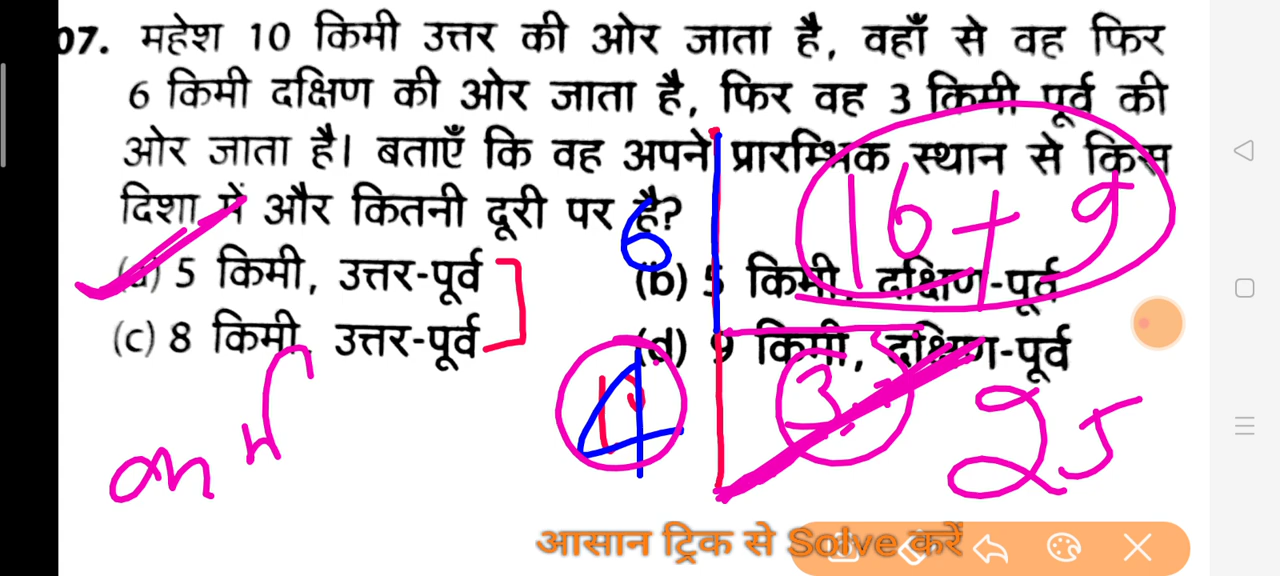 07. महेश 10 किमी उत्तर की ओर जाता है, वहाँ से वह फिर
6 किमी दक्षिण की ओर जाता है, फिर वह 3 किमी पूर्व की
ओर जाता है। बताएँ कि वह अपने प्रारम्भिक स्थान से किस
दिशा में और कितनी दूरी पर है?
16+9
6
(a) 5 किमी, उत्तर-पूर्व (b) 5 किमी, दक्षिण-पूर्व
(c) 8 किमी, उत्तर-पूर्व (d) 9 किमी, दक्षिण-पूर्व
4 3 5 25
आसान ट्रिक से Solve करें